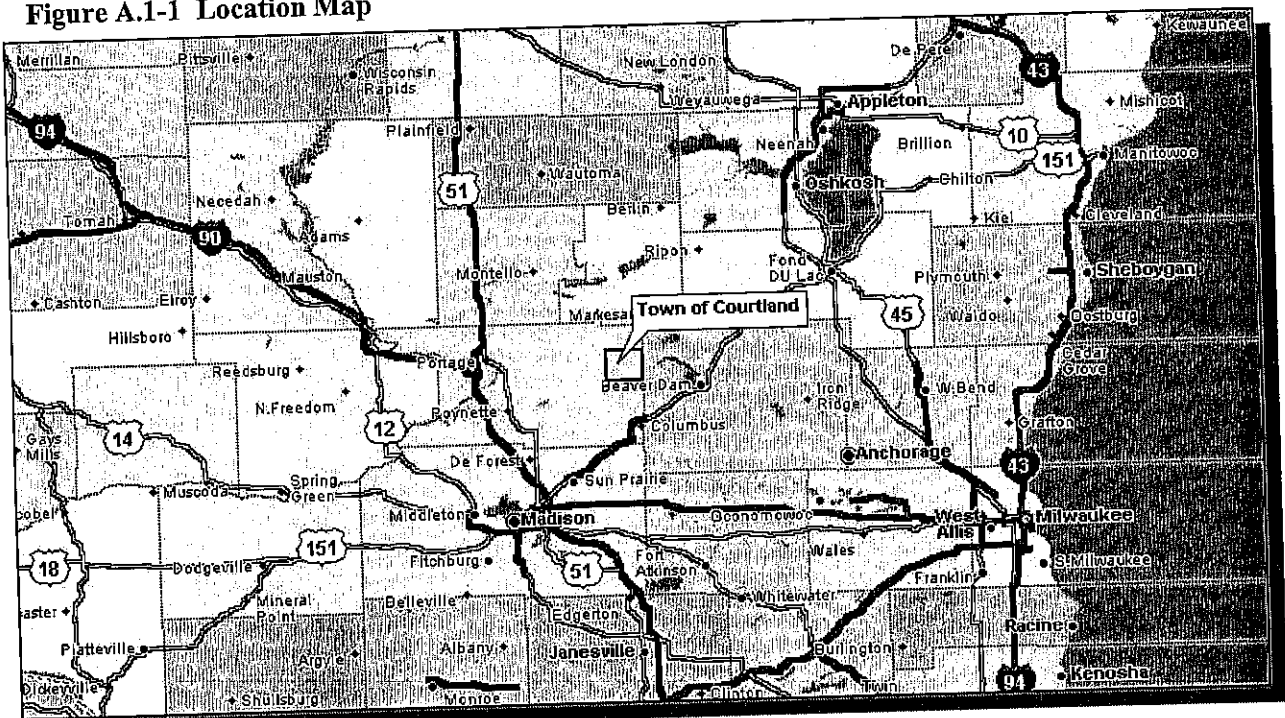 Figure A.1-1 Location Map
Kewaunee
De Pere
Merrillan
Pittsville
Wisconsin
Rapids
New London
43
Weyauwega
Appleton
Mishicot
94
Plainfield
Neenah
Brillion
10
151
Manitowoc
51
Wautoma
Oshkosh
Chilton
Necedah
Berlin
Kiel
Cleveland
Tomah
90
Adams
Ripon
Fond
DU Lac
Mauston
Montello
Plymouth
Sheboygan
Cashton
Elroy
Markesa
Town of Courtland
45
Waldo
Oostburg
Hillsboro
Portage
Cedar
Grove
Reedsburg
Beaver Dam
Iron
Ridge
W.Bend
N.Freedom
Poynette
Columbus
Grafton
14
12
Gays
Mills
De Forest
Anchorage
43
Muscoda
Spring
Green
Sun Prairie
cobel
Middleton
Madison
Oconomowoc
West
Allis
Milwaukee
151
18
Dodgeville
Fitchburg
51
Fort
Atkinson
Wales
S.Milwaukee
Franklin
Mineral
Point
Belleville
Edgerton
Whitewater
aster
Racine
Platteville
Argyle
Albany
Janesville
Burlington
Dickeyville
Shullsburg
Monroe
Clinton
Twin
94
Kenosha